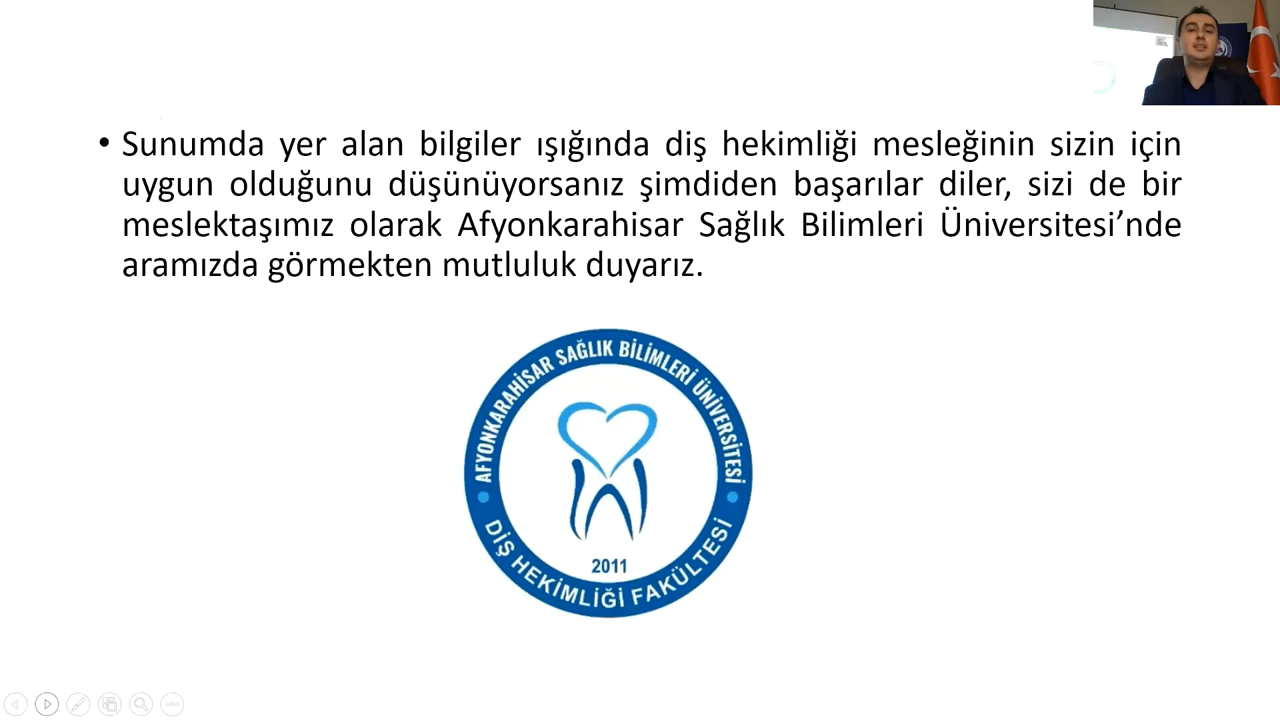 • Sunumda yer alan bilgiler ışığında diş hekimliği mesleğinin sizin için
uygun olduğunu düşünüyorsanız şimdiden başarılar diler, sizi de bir
meslektaşımız olarak Afyonkarahisar Sağlık Bilimleri Üniversitesi’nde
aramızda görmekten mutluluk duyarız.
AFYONKARAHİSAR SAĞLIK BİLİMLERİ ÜNİVERSİTESİ
2011
DİŞ HEKİMLİĞİ FAKÜLTESİ